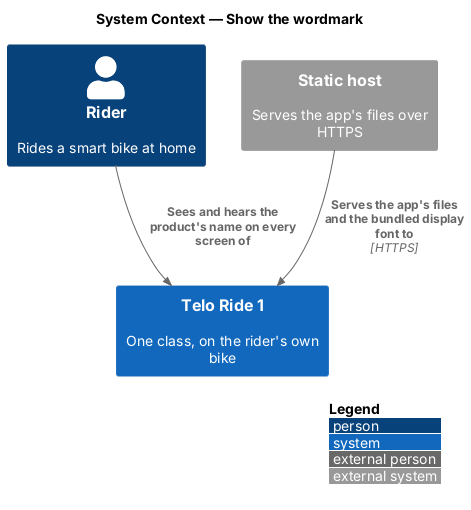 System Context — Show the wordmark
Rider
Rides a smart bike at home
Static host
Serves the app's files over
HTTPS
Sees and hears the
product's name on every
screen of
Serves the app's files
and the bundled display
font to
[HTTPS]
Telo Ride 1
One class, on the rider's own
bike
Legend
person
system
external person
external system